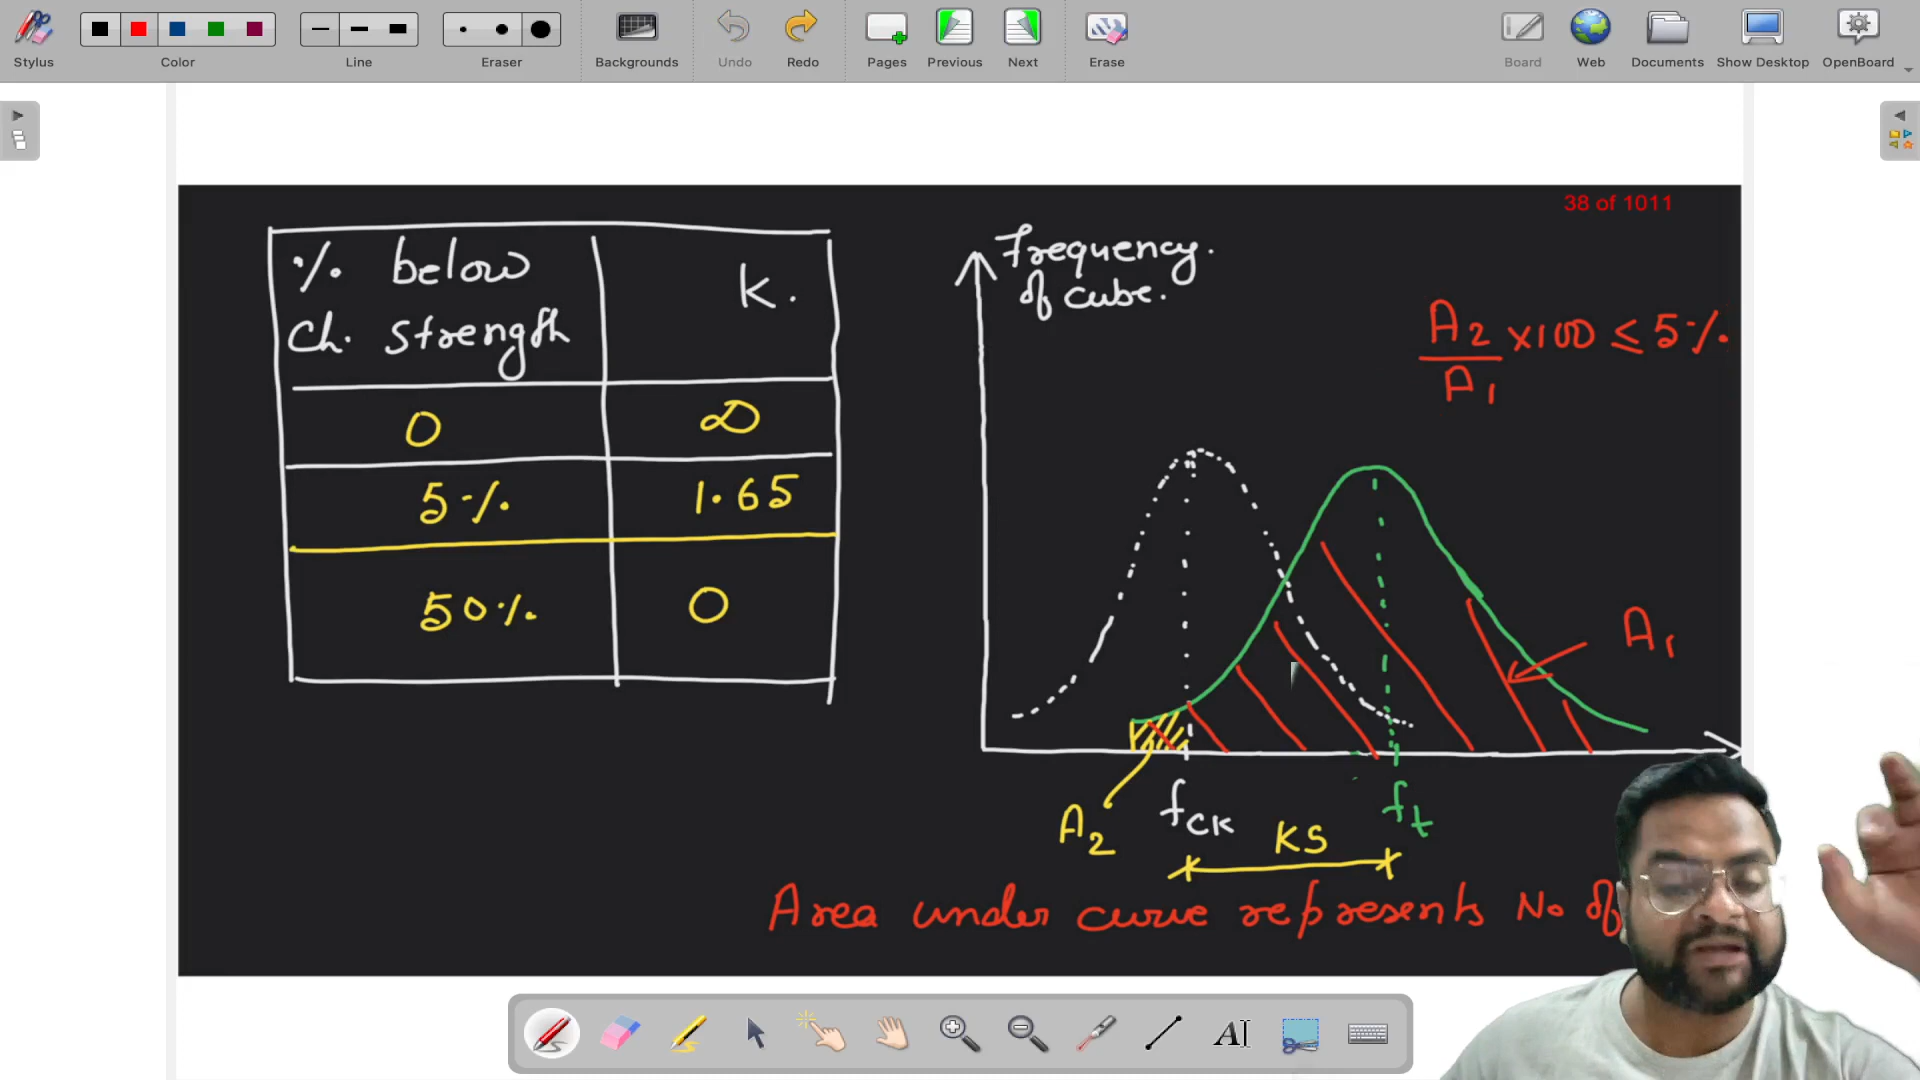 Stylus
Color
Line
Eraser
Backgrounds
Undo
Redo
Pages
Previous
Next
Erase
Board
Web
Documents
Show Desktop
OpenBoard
38 of 1011
% below
Ch. Strength
K.
0
∞
5%
1.65
50%
0
Frequency.
of cube.
A2/A1 ×100 ≤ 5%
A1
A2
fCK
ft
KS
Area under curve represents No of
AI